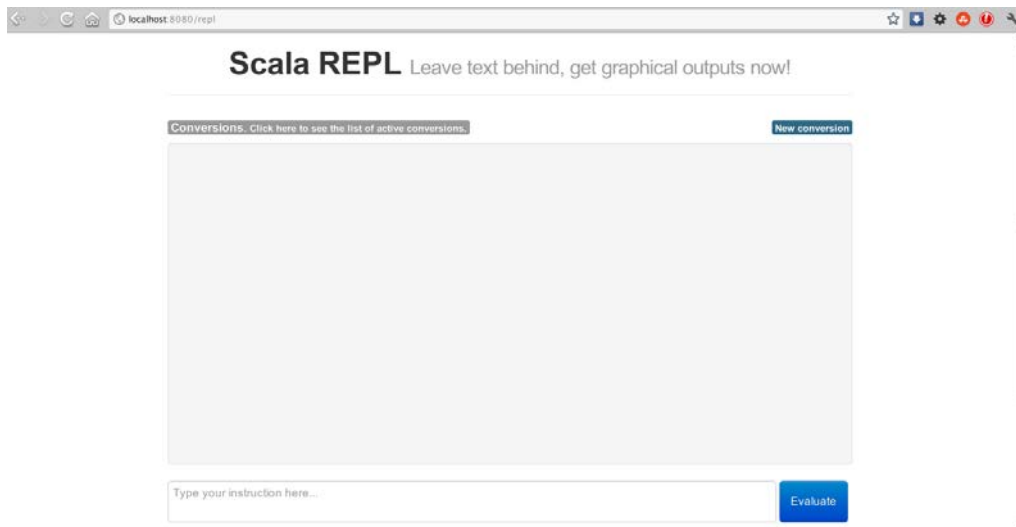 localhost:8080/repl
Scala REPL Leave text behind, get graphical outputs now!
Conversions. Click here to see the list of active conversions. New conversion
Type your instruction here... Evaluate